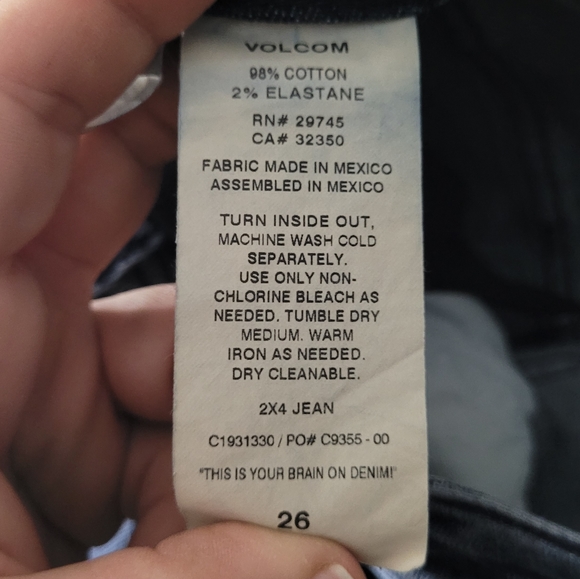 VOLCOM
98% COTTON
2% ELASTANE
RN# 29745
CA# 32350
FABRIC MADE IN MEXICO
ASSEMBLED IN MEXICO
TURN INSIDE OUT,
MACHINE WASH COLD
SEPARATELY.
USE ONLY NON-
CHLORINE BLEACH AS
NEEDED. TUMBLE DRY
MEDIUM. WARM
IRON AS NEEDED.
DRY CLEANABLE.
2X4 JEAN
C1931330 / PO# C9355-00
"THIS IS YOUR BRAIN ON DENIM!"
26